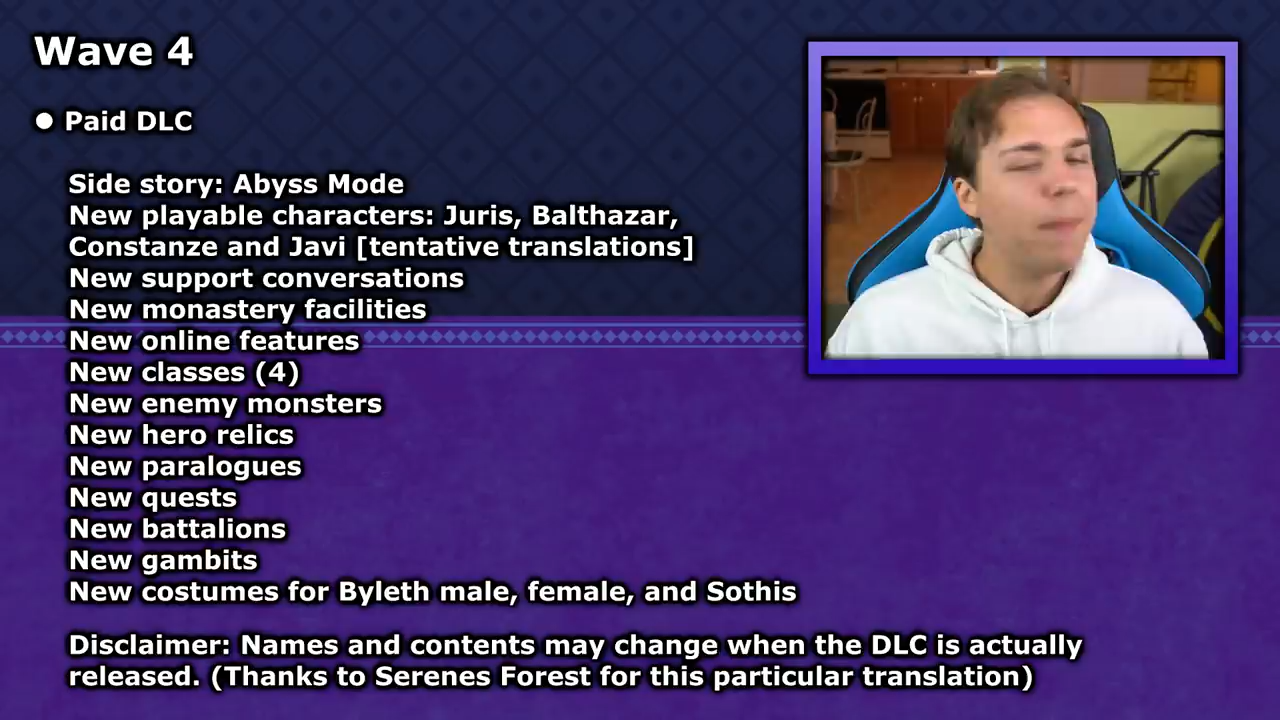 Wave 4
● Paid DLC
Side story: Abyss Mode
New playable characters: Juris, Balthazar,
Constanze and Javi [tentative translations]
New support conversations
New monastery facilities
New online features
New classes (4)
New enemy monsters
New hero relics
New paralogues
New quests
New battalions
New gambits
New costumes for Byleth male, female, and Sothis
Disclaimer: Names and contents may change when the DLC is actually
released. (Thanks to Serenes Forest for this particular translation)